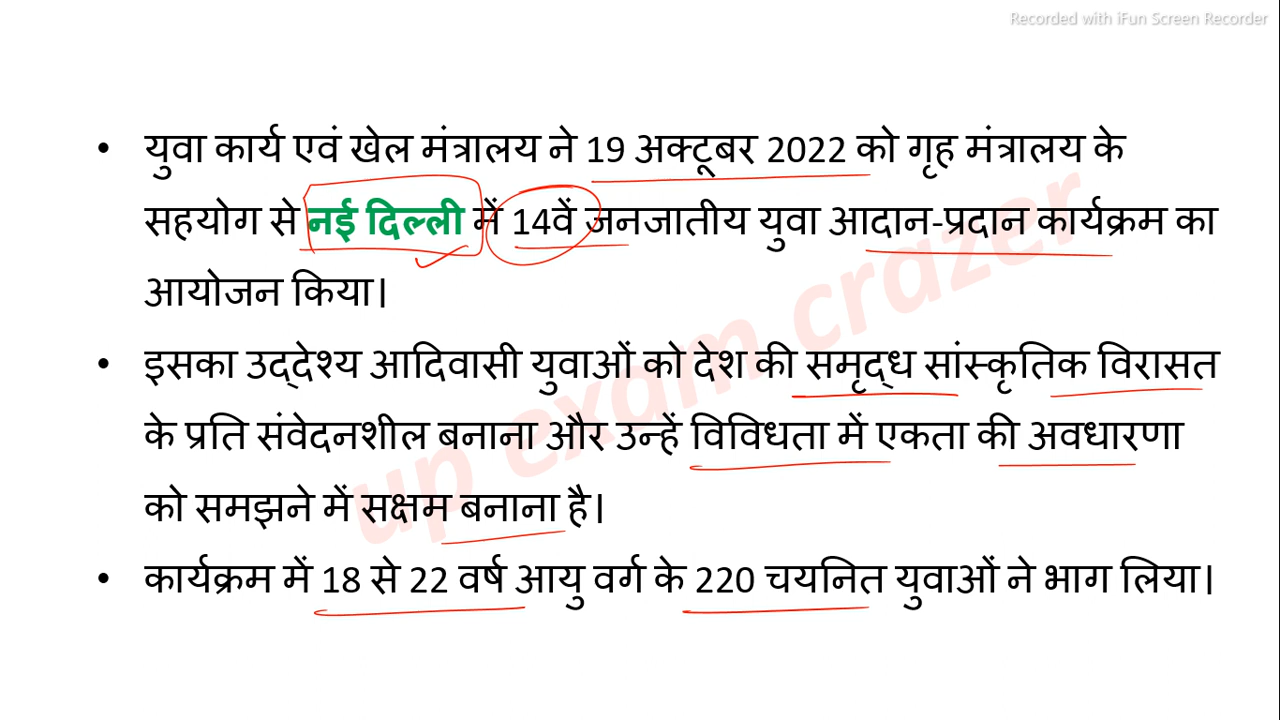 Recorded with iFun Screen Recorder
• युवा कार्य एवं खेल मंत्रालय ने 19 अक्टूबर 2022 को गृह मंत्रालय के
सहयोग से नई दिल्ली में 14वें जनजातीय युवा आदान-प्रदान कार्यक्रम का
आयोजन किया।
• इसका उद्देश्य आदिवासी युवाओं को देश की समृद्ध सांस्कृतिक विरासत
के प्रति संवेदनशील बनाना और उन्हें विविधता में एकता की अवधारणा
को समझने में सक्षम बनाना है।
• कार्यक्रम में 18 से 22 वर्ष आयु वर्ग के 220 चयनित युवाओं ने भाग लिया।
up exam crazer